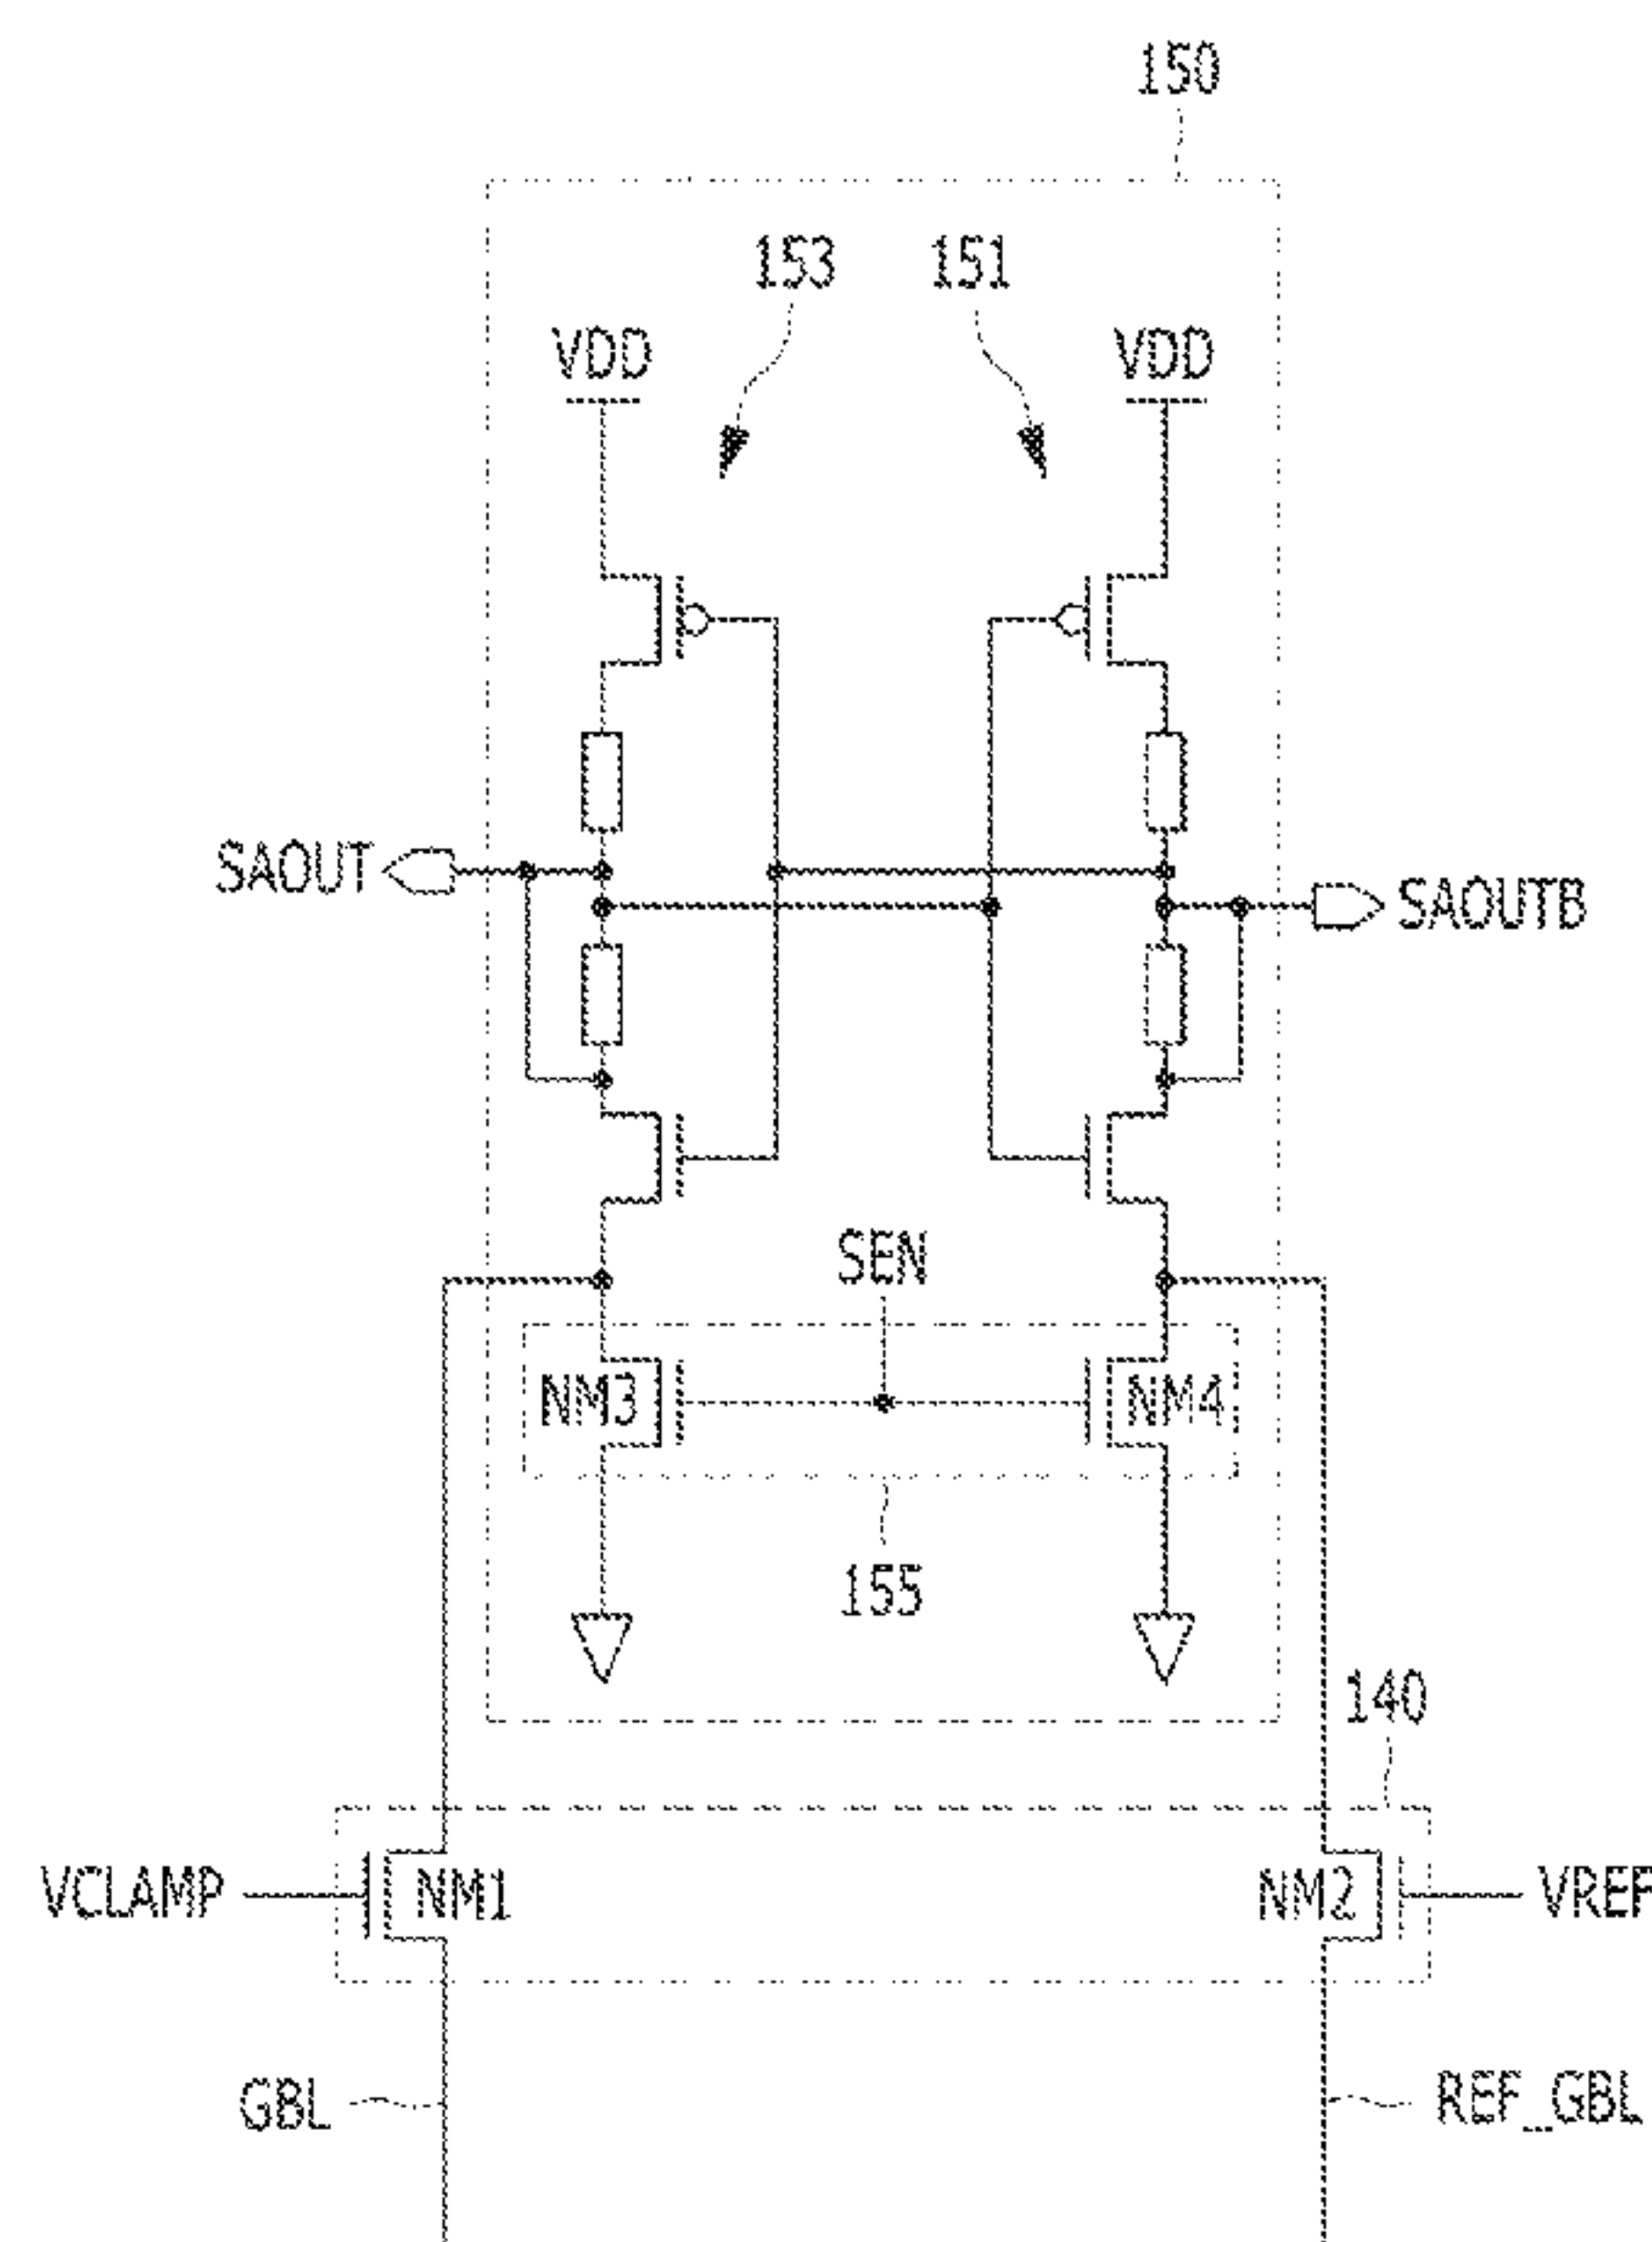 150
153 151
VDD VDD
SAOUT
SAOUTB
SEN
NM3 NM4
155
140
VCLAMP NM1 NM2 VREF
GBL REF_GBL